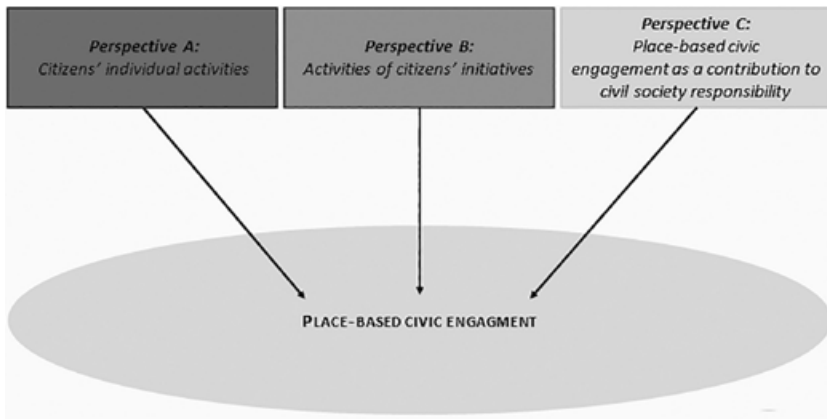 Perspective A:
Citizens' individual activities
Perspective B:
Activities of citizens' initiatives
Perspective C:
Place-based civic
engagement as a contribution to
civil society responsibility
PLACE-BASED CIVIC ENGAGMENT